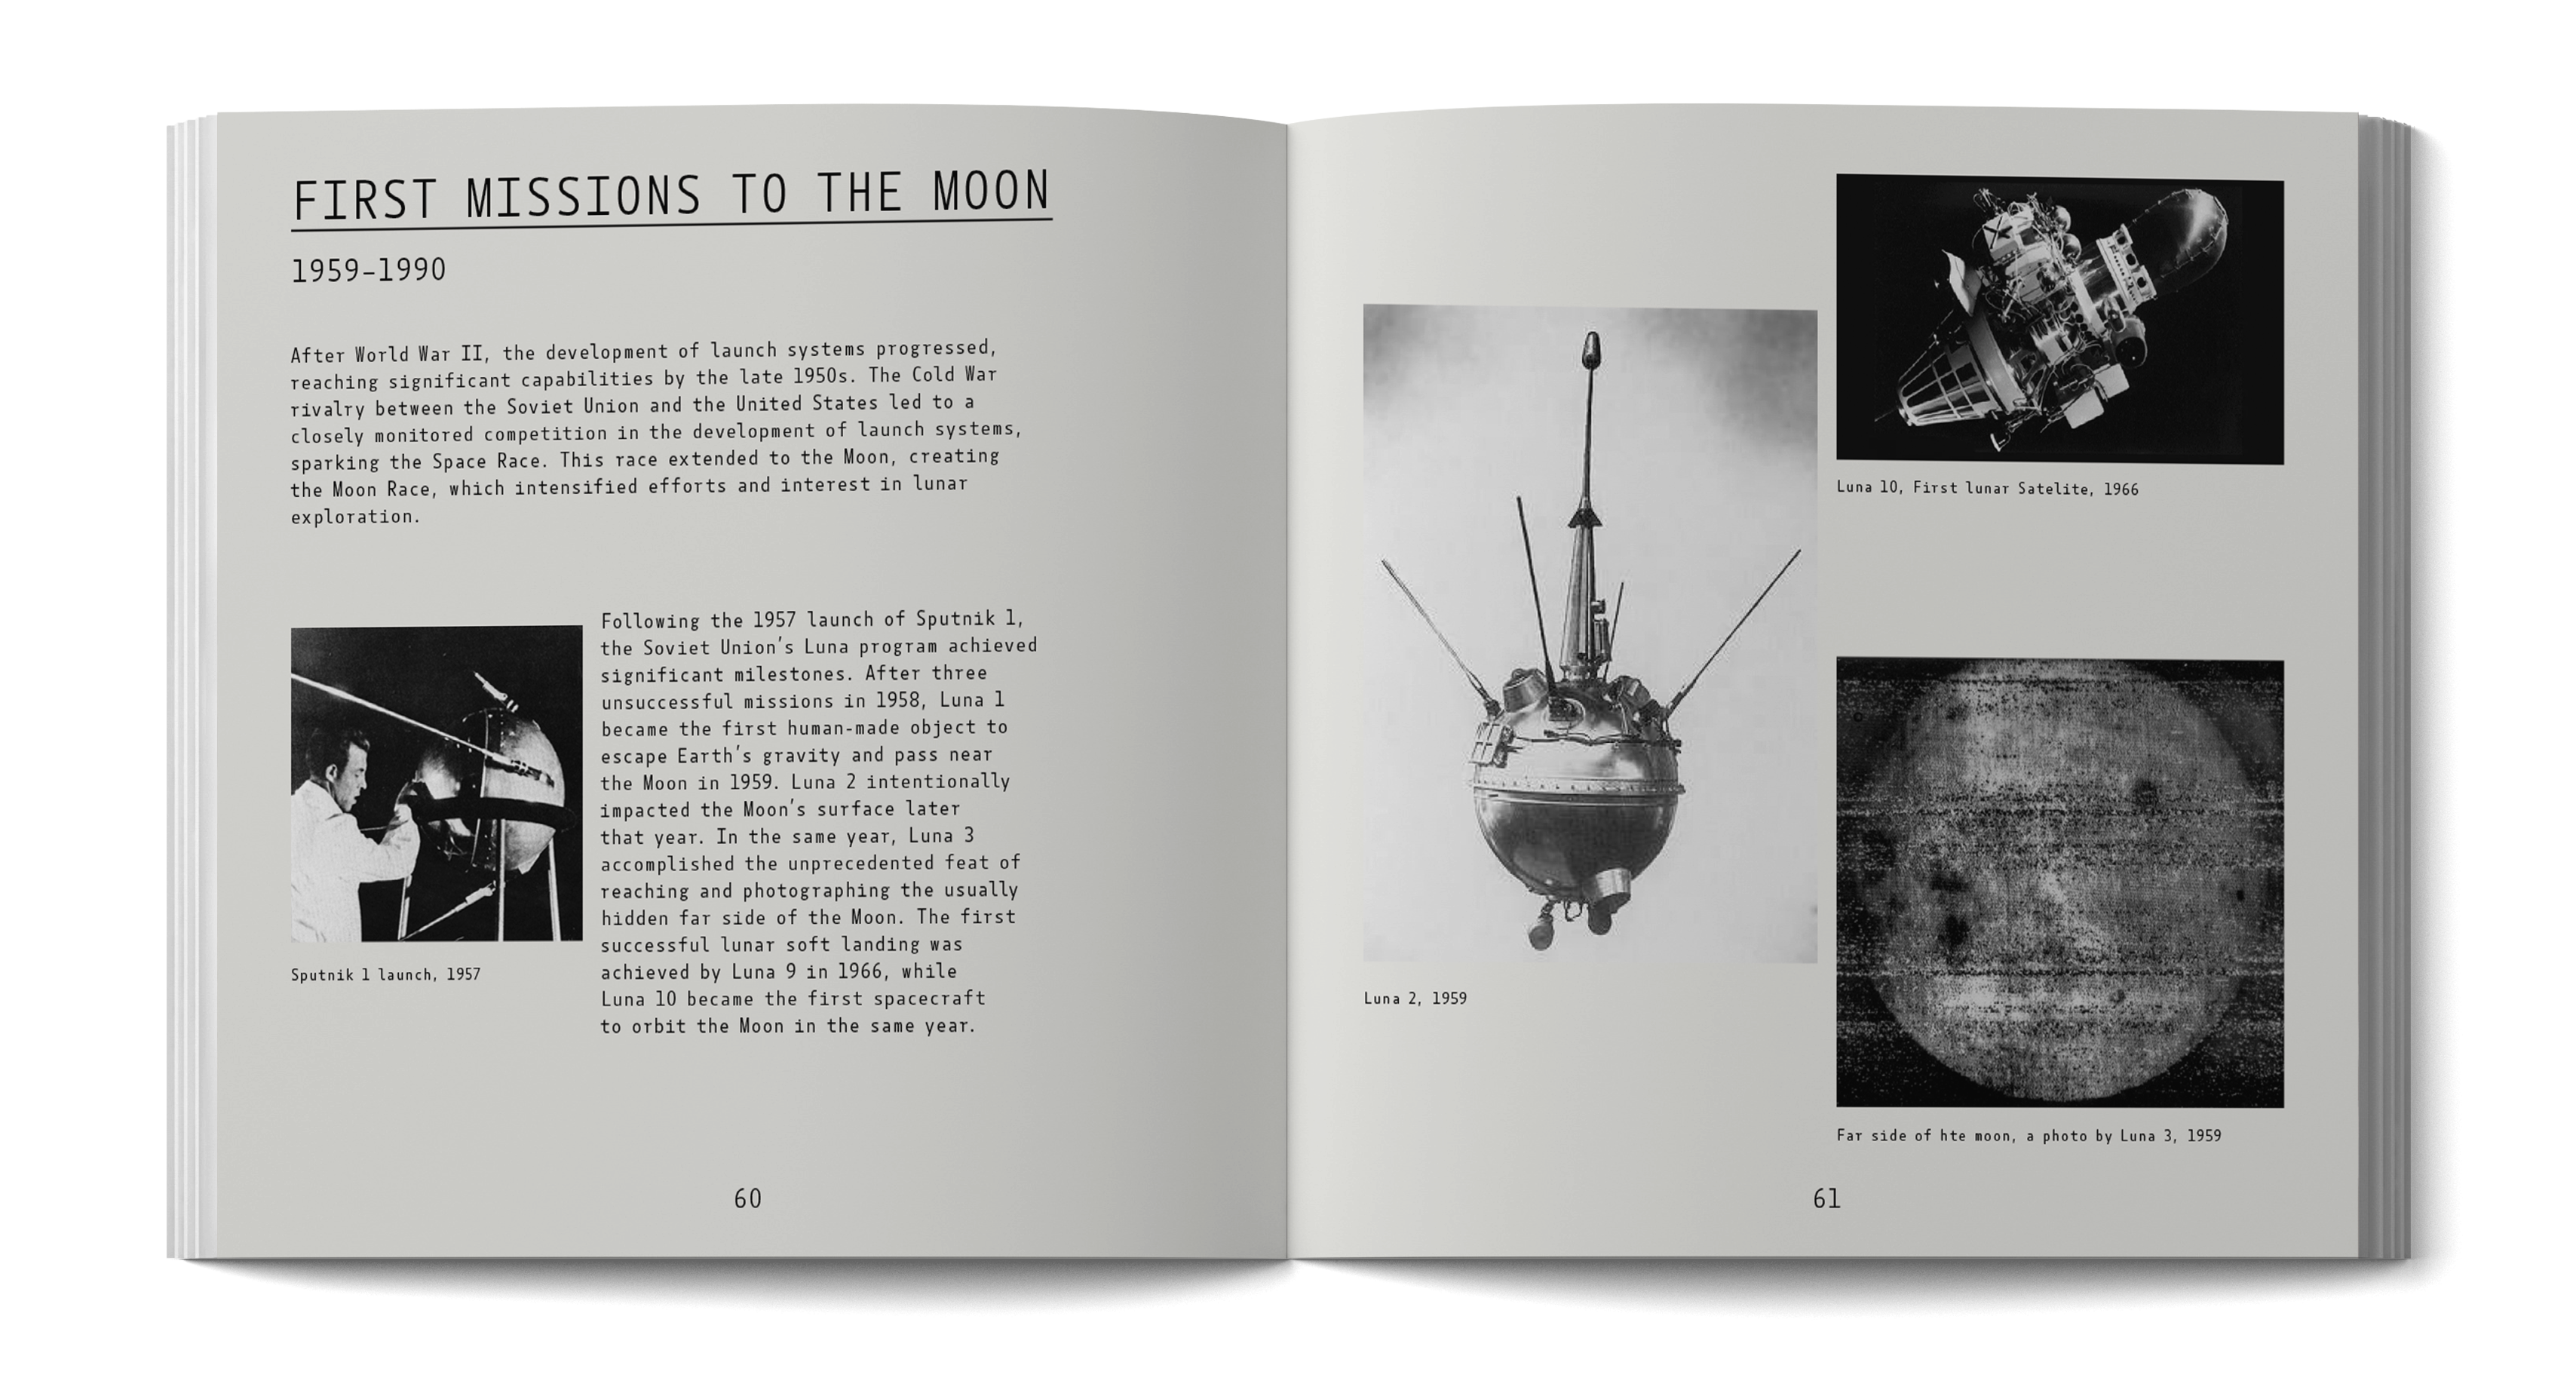 FIRST MISSIONS TO THE MOON
1959–1990
After World War II, the development of launch systems progressed,
reaching significant capabilities by the late 1950s. The Cold War
rivalry between the Soviet Union and the United States led to a
closely monitored competition in the development of launch systems,
sparking the Space Race. This race extended to the Moon, creating
the Moon Race, which intensified efforts and interest in lunar
exploration.
Following the 1957 launch of Sputnik 1,
the Soviet Union's Luna program achieved
significant milestones. After three
unsuccessful missions in 1958, Luna 1
became the first human-made object to
escape Earth's gravity and pass near
the Moon in 1959. Luna 2 intentionally
impacted the Moon's surface later
that year. In the same year, Luna 3
accomplished the unprecedented feat of
reaching and photographing the usually
hidden far side of the Moon. The first
successful lunar soft landing was
achieved by Luna 9 in 1966, while
Luna 10 became the first spacecraft
to orbit the Moon in the same year.
Sputnik 1 launch, 1957
60
Luna 10, First lunar Satelite, 1966
Luna 2, 1959
Far side of hte moon, a photo by Luna 3, 1959
61